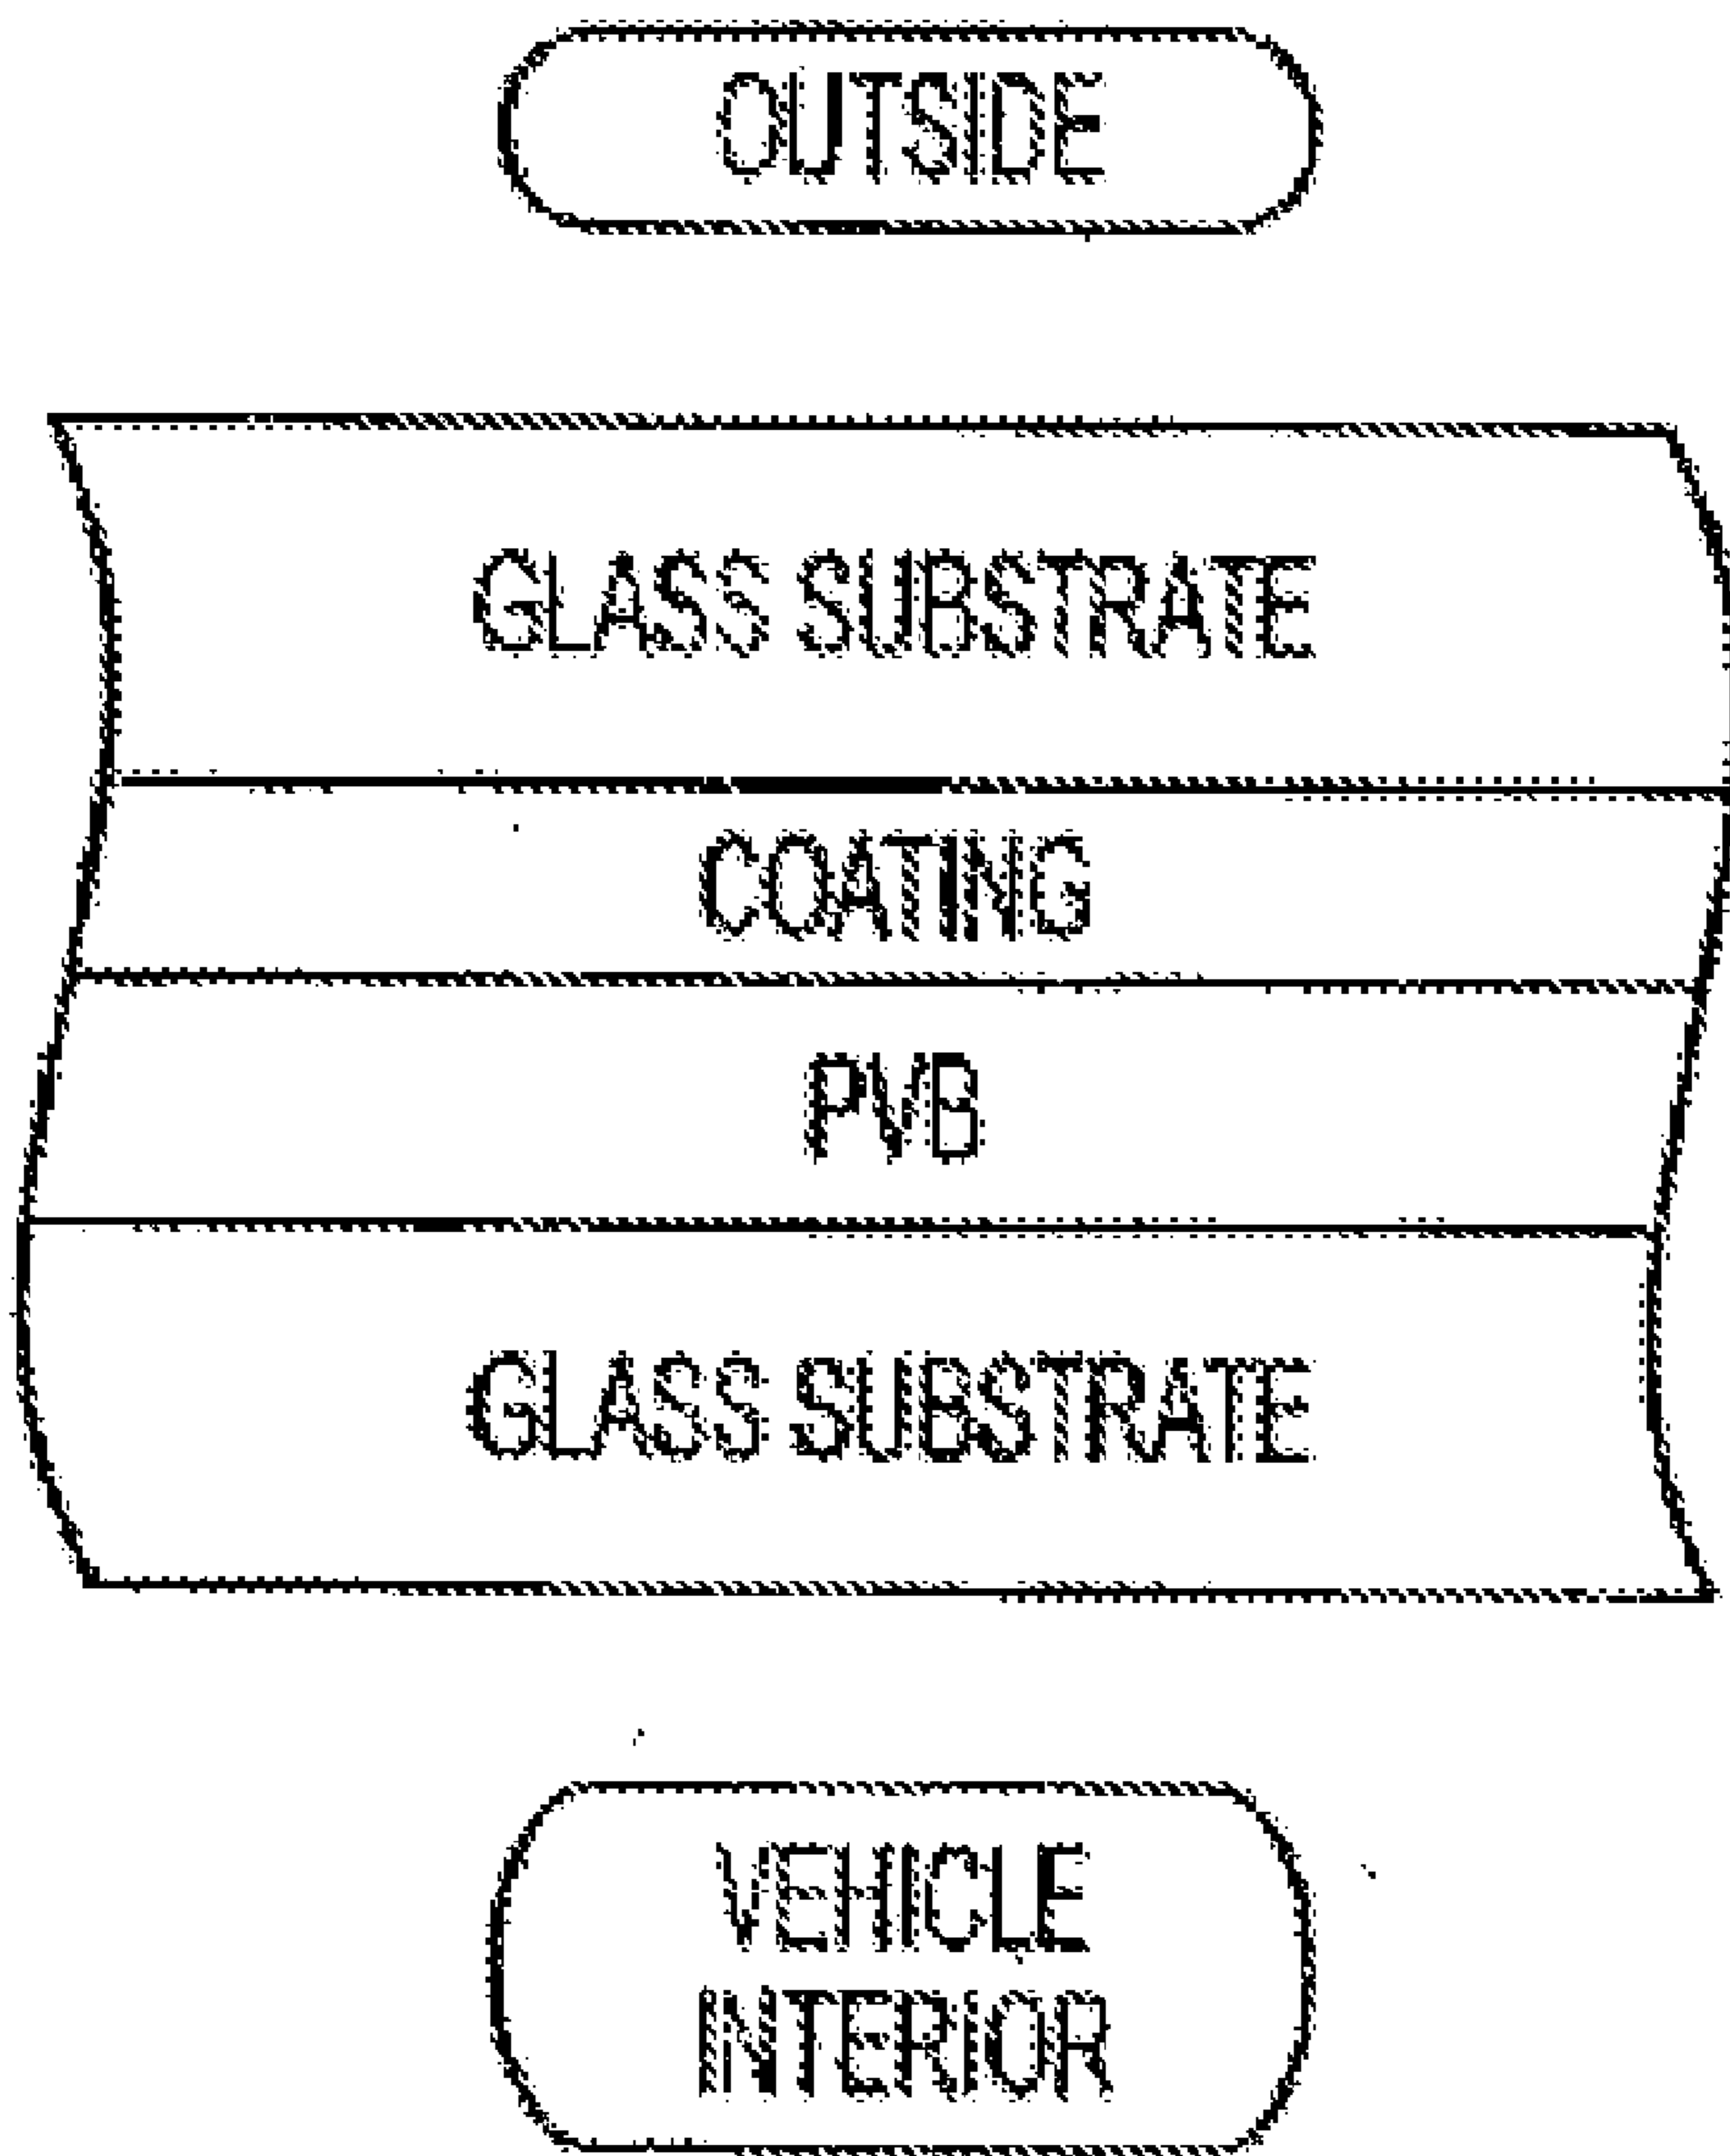 OUTSIDE
GLASS SUBSTRATE
COATING
PVB
GLASS SUBSTRATE
VEHICLE
INTERIOR